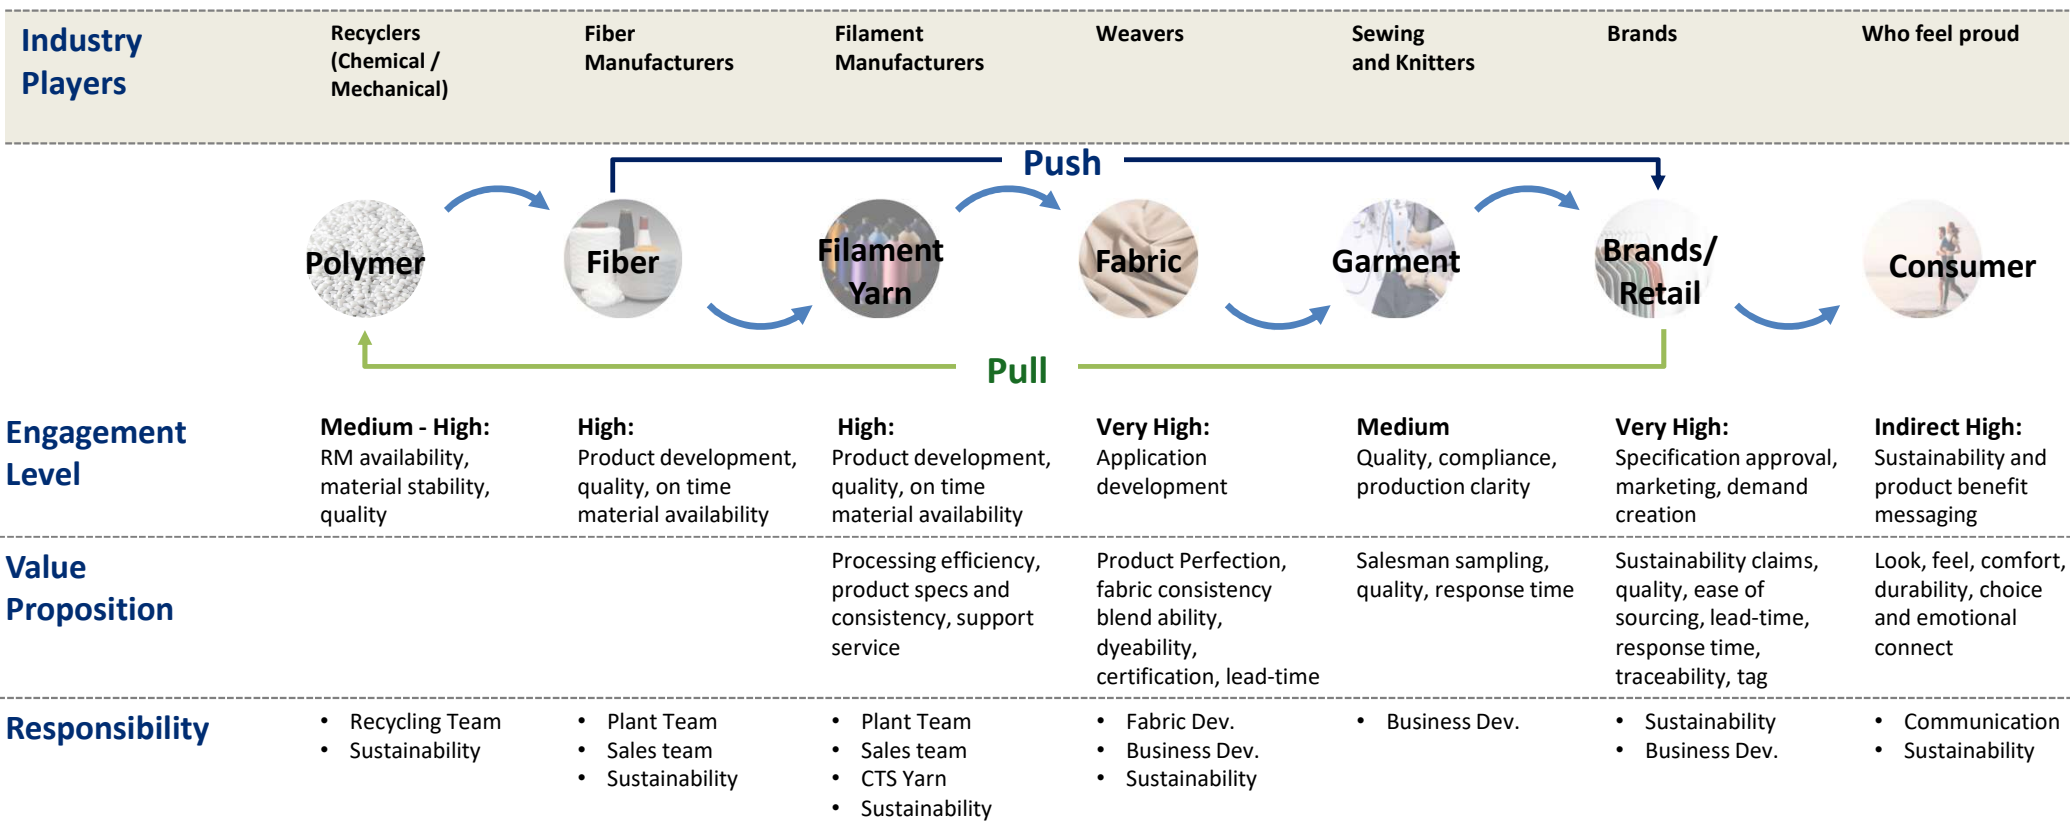 Industry
Players
Recyclers
(Chemical /
Mechanical)
Fiber
Manufacturers
Filament
Manufacturers
Weavers
Sewing
and Knitters
Brands
Who feel proud
Push
Polymer
Fiber
Filament
Yarn
Fabric
Garment
Brands/
Retail
Consumer
Pull
Engagement
Level
Medium - High:
RM availability,
material stability,
quality
High:
Product development,
quality, on time
material availability
High:
Product development,
quality, on time
material availability
Very High:
Application
development
Medium
Quality, compliance,
production clarity
Very High:
Specification approval,
marketing, demand
creation
Indirect High:
Sustainability and
product benefit
messaging
Value
Proposition
Processing efficiency,
product specs and
consistency, support
service
Product Perfection,
fabric consistency
blend ability,
dyeability,
certification, lead-time
Salesman sampling,
quality, response time
Sustainability claims,
quality, ease of
sourcing, lead-time,
response time,
traceability, tag
Look, feel, comfort,
durability, choice
and emotional
connect
Responsibility
• Recycling Team
• Sustainability
• Plant Team
• Sales team
• Sustainability
• Plant Team
• Sales team
• CTS Yarn
• Sustainability
• Fabric Dev.
• Business Dev.
• Sustainability
• Business Dev.
• Sustainability
• Business Dev.
• Communication
• Sustainability